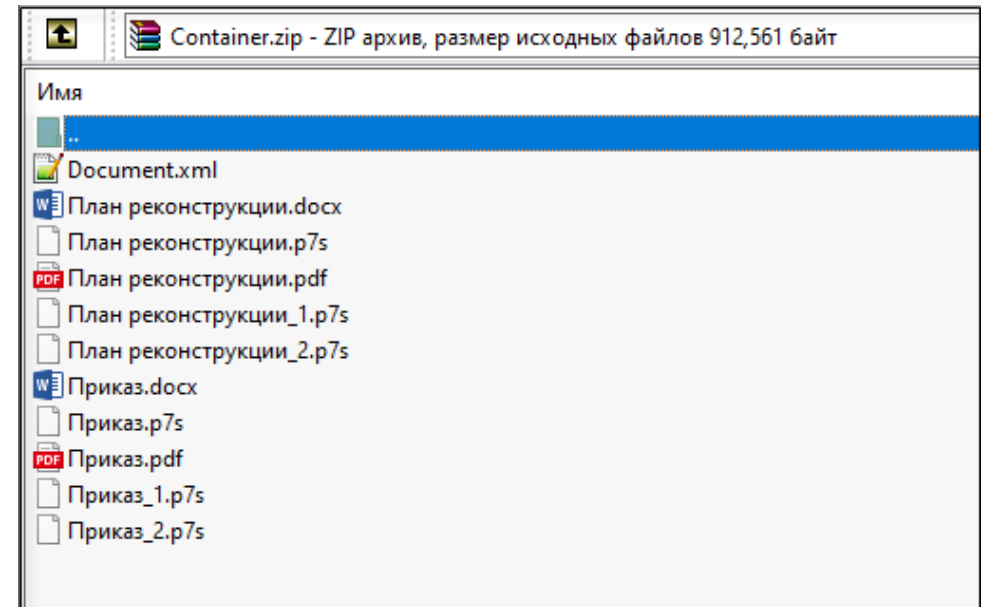 Container.zip - ZIP архив, размер исходных файлов 912,561 байт
Имя
..
Document.xml
План реконструкции.docx
План реконструкции.p7s
PDF План реконструкции.pdf
План реконструкции_1.p7s
План реконструкции_2.p7s
Приказ.docx
Приказ.p7s
PDF Приказ.pdf
Приказ_1.p7s
Приказ_2.p7s